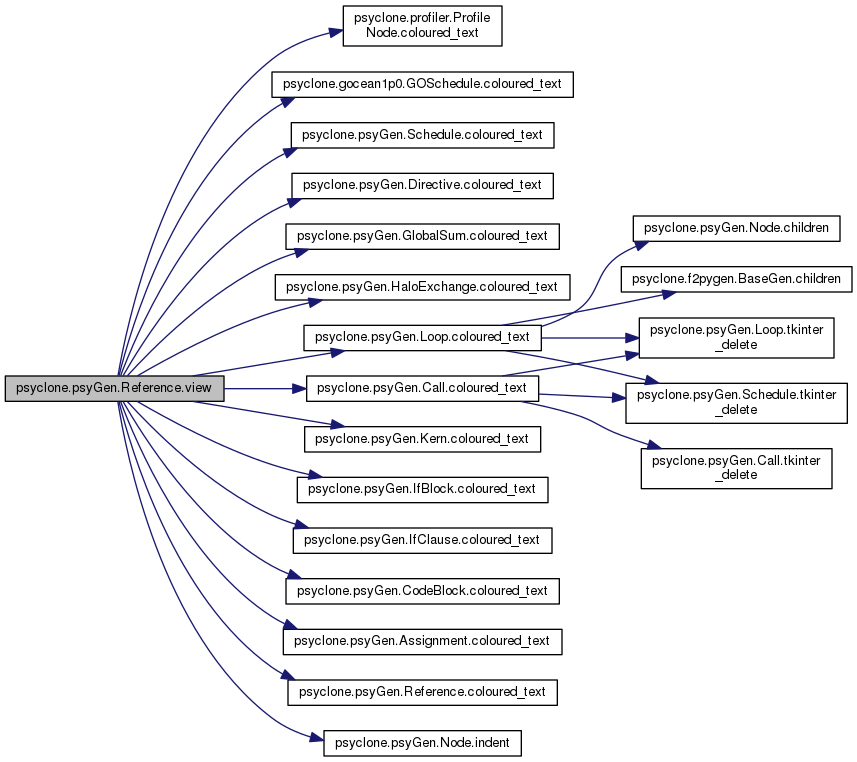 psyclone.psyGen.Reference.view
psyclone.profiler.Profile
Node.coloured_text
psyclone.gocean1p0.GOSchedule.coloured_text
psyclone.psyGen.Schedule.coloured_text
psyclone.psyGen.Directive.coloured_text
psyclone.psyGen.GlobalSum.coloured_text
psyclone.psyGen.HaloExchange.coloured_text
psyclone.psyGen.Loop.coloured_text
psyclone.psyGen.Call.coloured_text
psyclone.psyGen.Kern.coloured_text
psyclone.psyGen.IfBlock.coloured_text
psyclone.psyGen.IfClause.coloured_text
psyclone.psyGen.CodeBlock.coloured_text
psyclone.psyGen.Assignment.coloured_text
psyclone.psyGen.Reference.coloured_text
psyclone.psyGen.Node.indent
psyclone.psyGen.Node.children
psyclone.f2pygen.BaseGen.children
psyclone.psyGen.Loop.tkinter
_delete
psyclone.psyGen.Schedule.tkinter
_delete
psyclone.psyGen.Call.tkinter
_delete